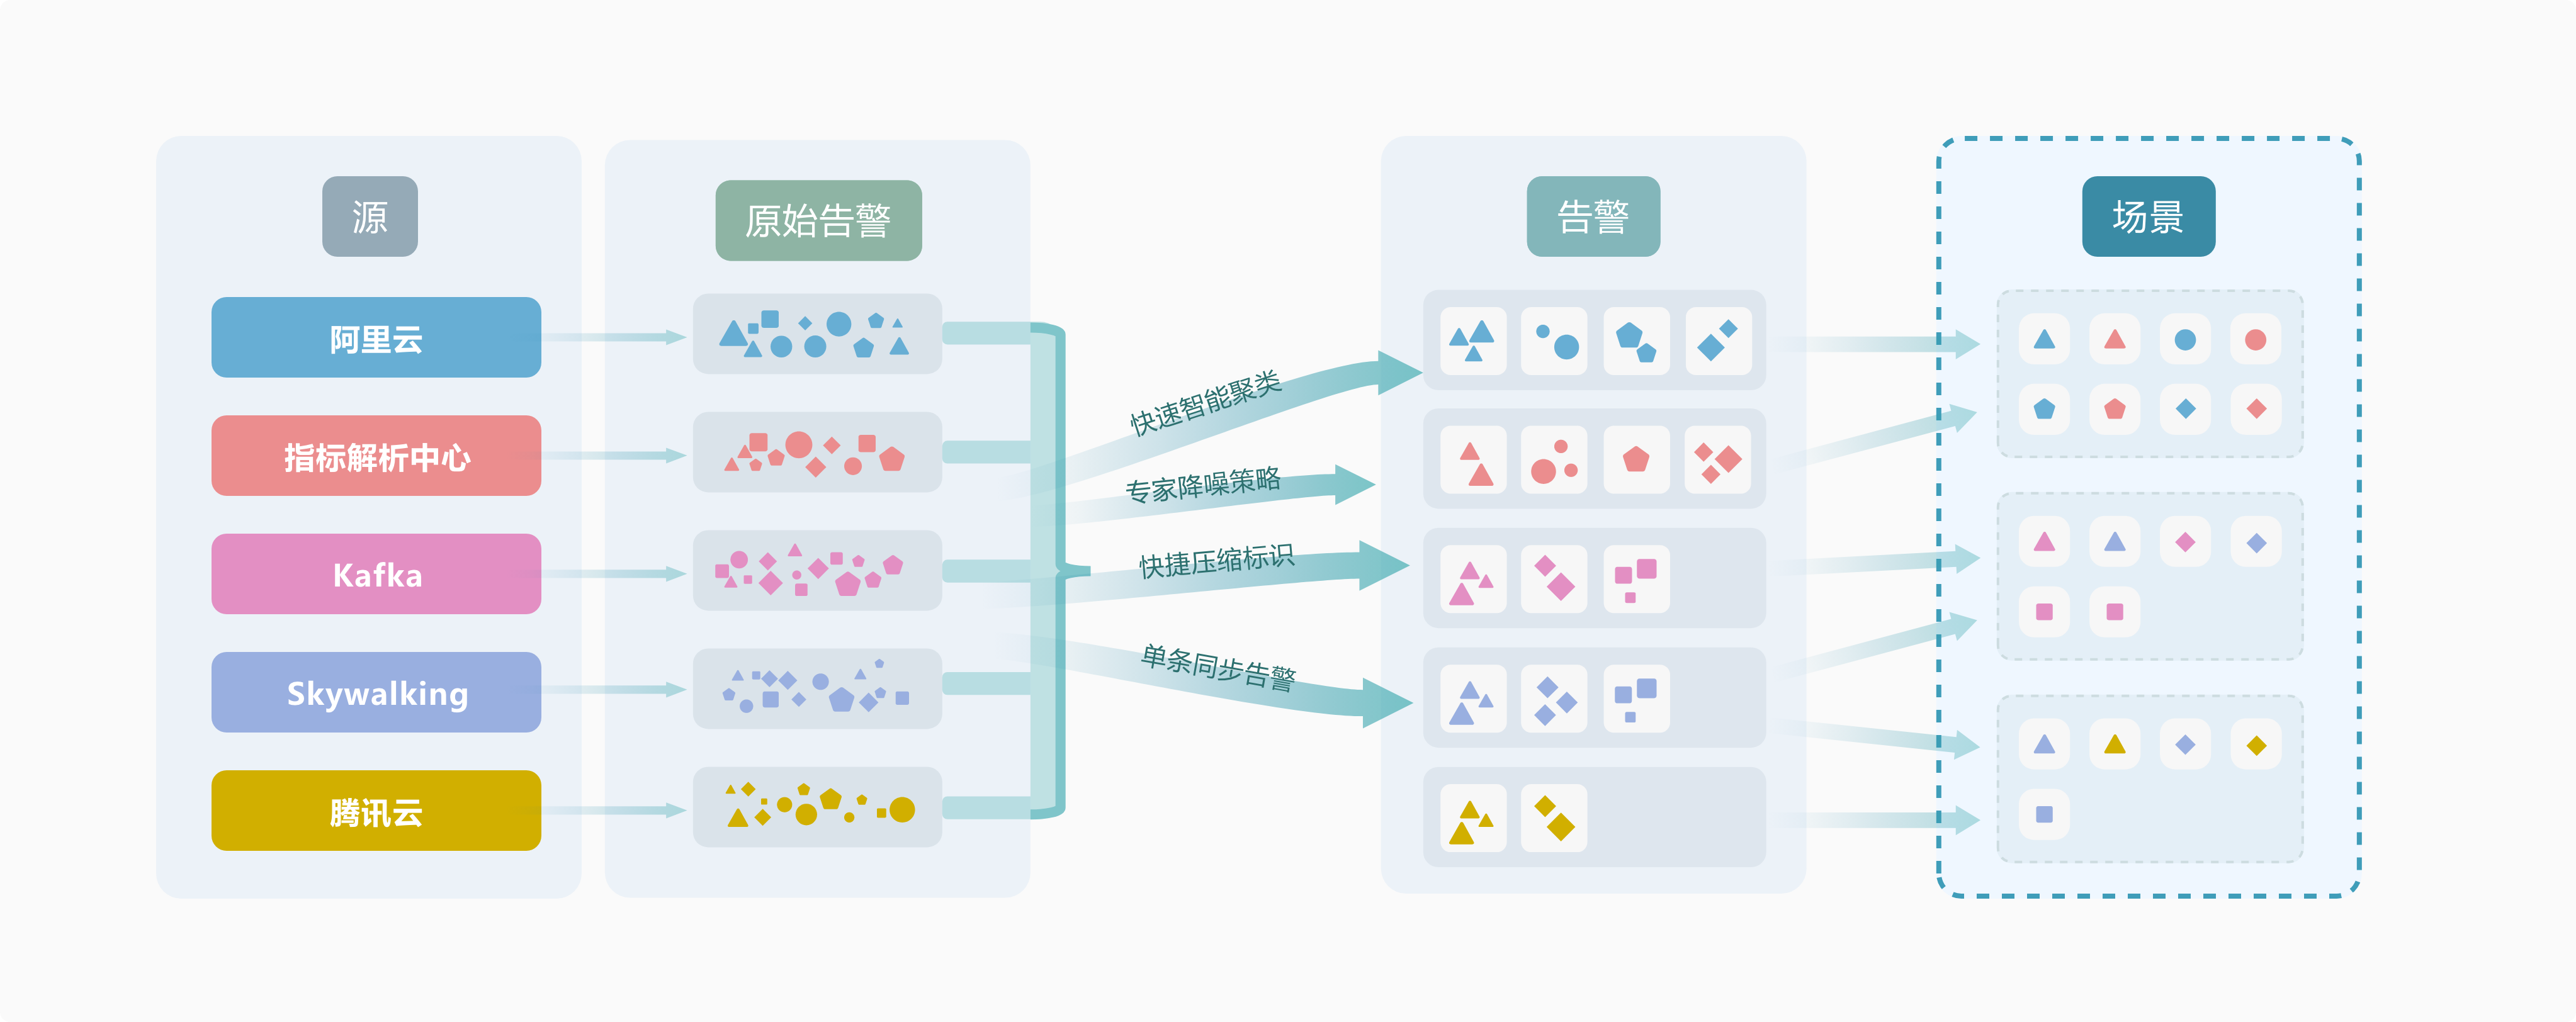 源
阿里云
指标解析中心
Kafka
Skywalking
腾讯云
原始告警
快速智能聚类
专家降噪策略
快捷压缩标识
单条同步告警
告警
场景